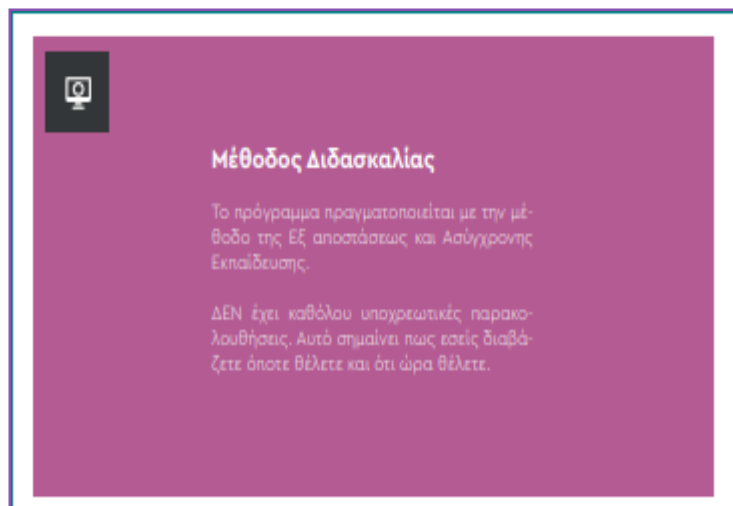 Μέθοδος Διδασκαλίας
Το πρόγραμμα πραγματοποιείται με την μέ-
θοδο της Εξ αποστάσεως και Ασύγχρονης
Εκπαίδευσης.
ΔΕΝ έχει καθόλου υποχρεωτικές παρακο-
λουθήσεις. Αυτό σημαίνει πως εσείς διαβά-
ζετε όποτε θέλετε και ότι ώρα θέλετε.